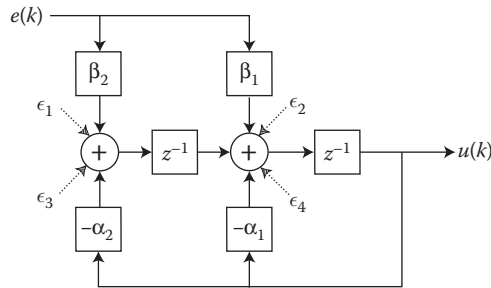 e(k)
β₂ β₁
ϵ₁ ϵ₂
+ z⁻¹ + z⁻¹ u(k)
ϵ₃ ϵ₄
−α₂ −α₁